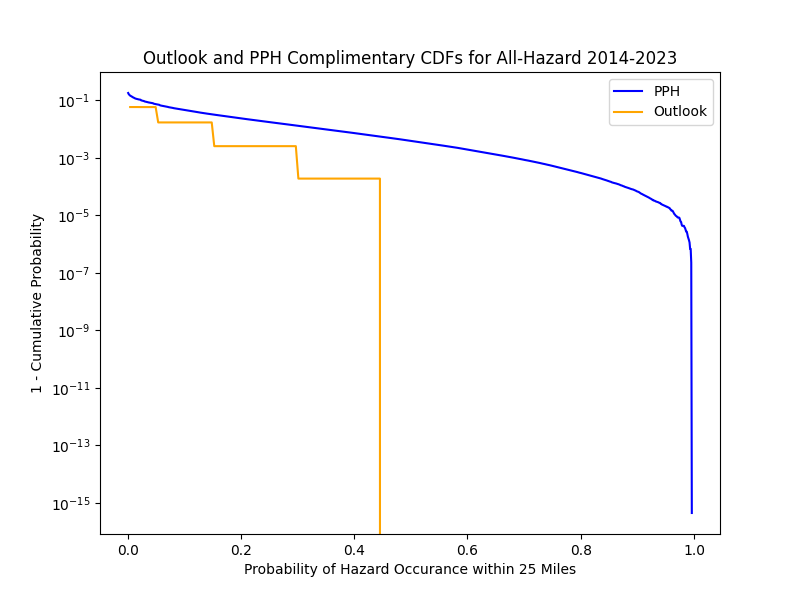 Outlook and PPH Complimentary CDFs for All-Hazard 2014-2023
PPH
Outlook
1 - Cumulative Probability
10⁻¹
10⁻³
10⁻⁵
10⁻⁷
10⁻⁹
10⁻¹¹
10⁻¹³
10⁻¹⁵
0.0 0.2 0.4 0.6 0.8 1.0
Probability of Hazard Occurance within 25 Miles